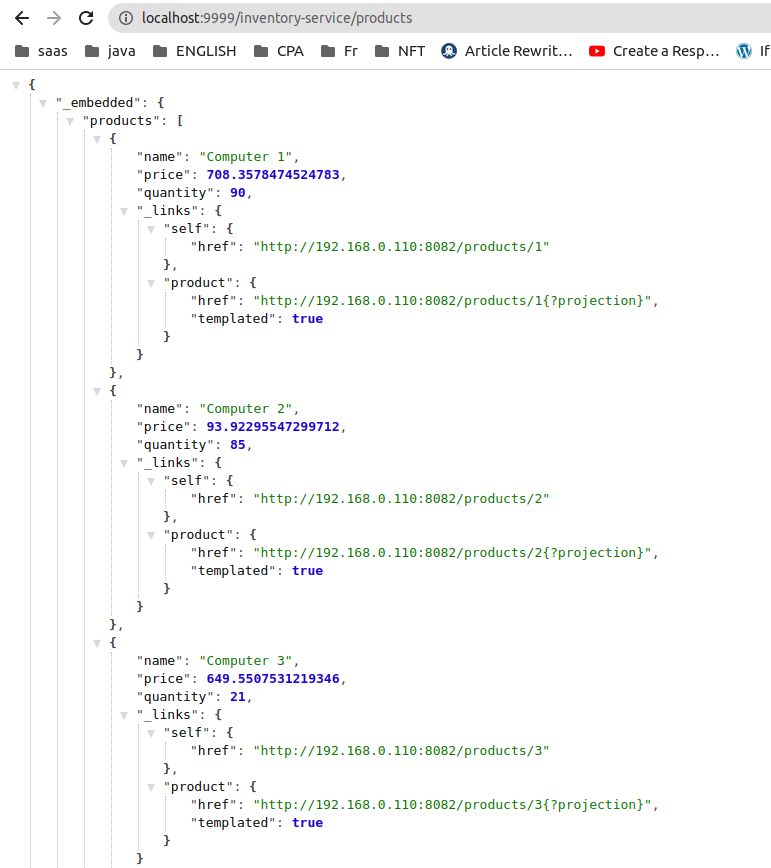 localhost:9999/inventory-service/products
saas java ENGLISH CPA Fr NFT Article Rewrit… Create a Resp… If
{
"_embedded": {
"products": [
{
"name": "Computer 1",
"price": 708.3578474524783,
"quantity": 90,
"_links": {
"self": {
"href": "http://192.168.0.110:8082/products/1"
},
"product": {
"href": "http://192.168.0.110:8082/products/1{?projection}",
"templated": true
}
}
},
{
"name": "Computer 2",
"price": 93.92295547299712,
"quantity": 85,
"_links": {
"self": {
"href": "http://192.168.0.110:8082/products/2"
},
"product": {
"href": "http://192.168.0.110:8082/products/2{?projection}",
"templated": true
}
}
},
{
"name": "Computer 3",
"price": 649.5507531219346,
"quantity": 21,
"_links": {
"self": {
"href": "http://192.168.0.110:8082/products/3"
},
"product": {
"href": "http://192.168.0.110:8082/products/3{?projection}",
"templated": true
}
}